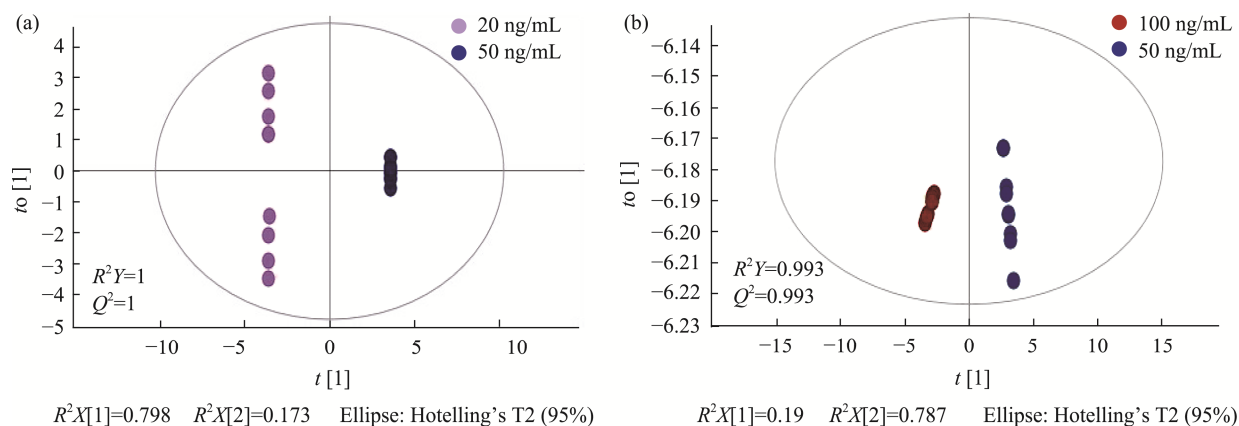 (a)
20 ng/mL
50 ng/mL
4
3
2
1
0
−1
−2
−3
−4
−5
to [1]
R²Y=1
Q²=1
−10
−5
0
5
10
t [1]
R²X[1]=0.798 R²X[2]=0.173 Ellipse: Hotelling’s T2 (95%)
(b)
100 ng/mL
50 ng/mL
−6.14
−6.15
−6.16
−6.17
−6.18
−6.19
−6.20
−6.21
−6.22
−6.23
to [1]
R²Y=0.993
Q²=0.993
−15
−10
−5
0
5
10
15
t [1]
R²X[1]=0.19 R²X[2]=0.787 Ellipse: Hotelling’s T2 (95%)